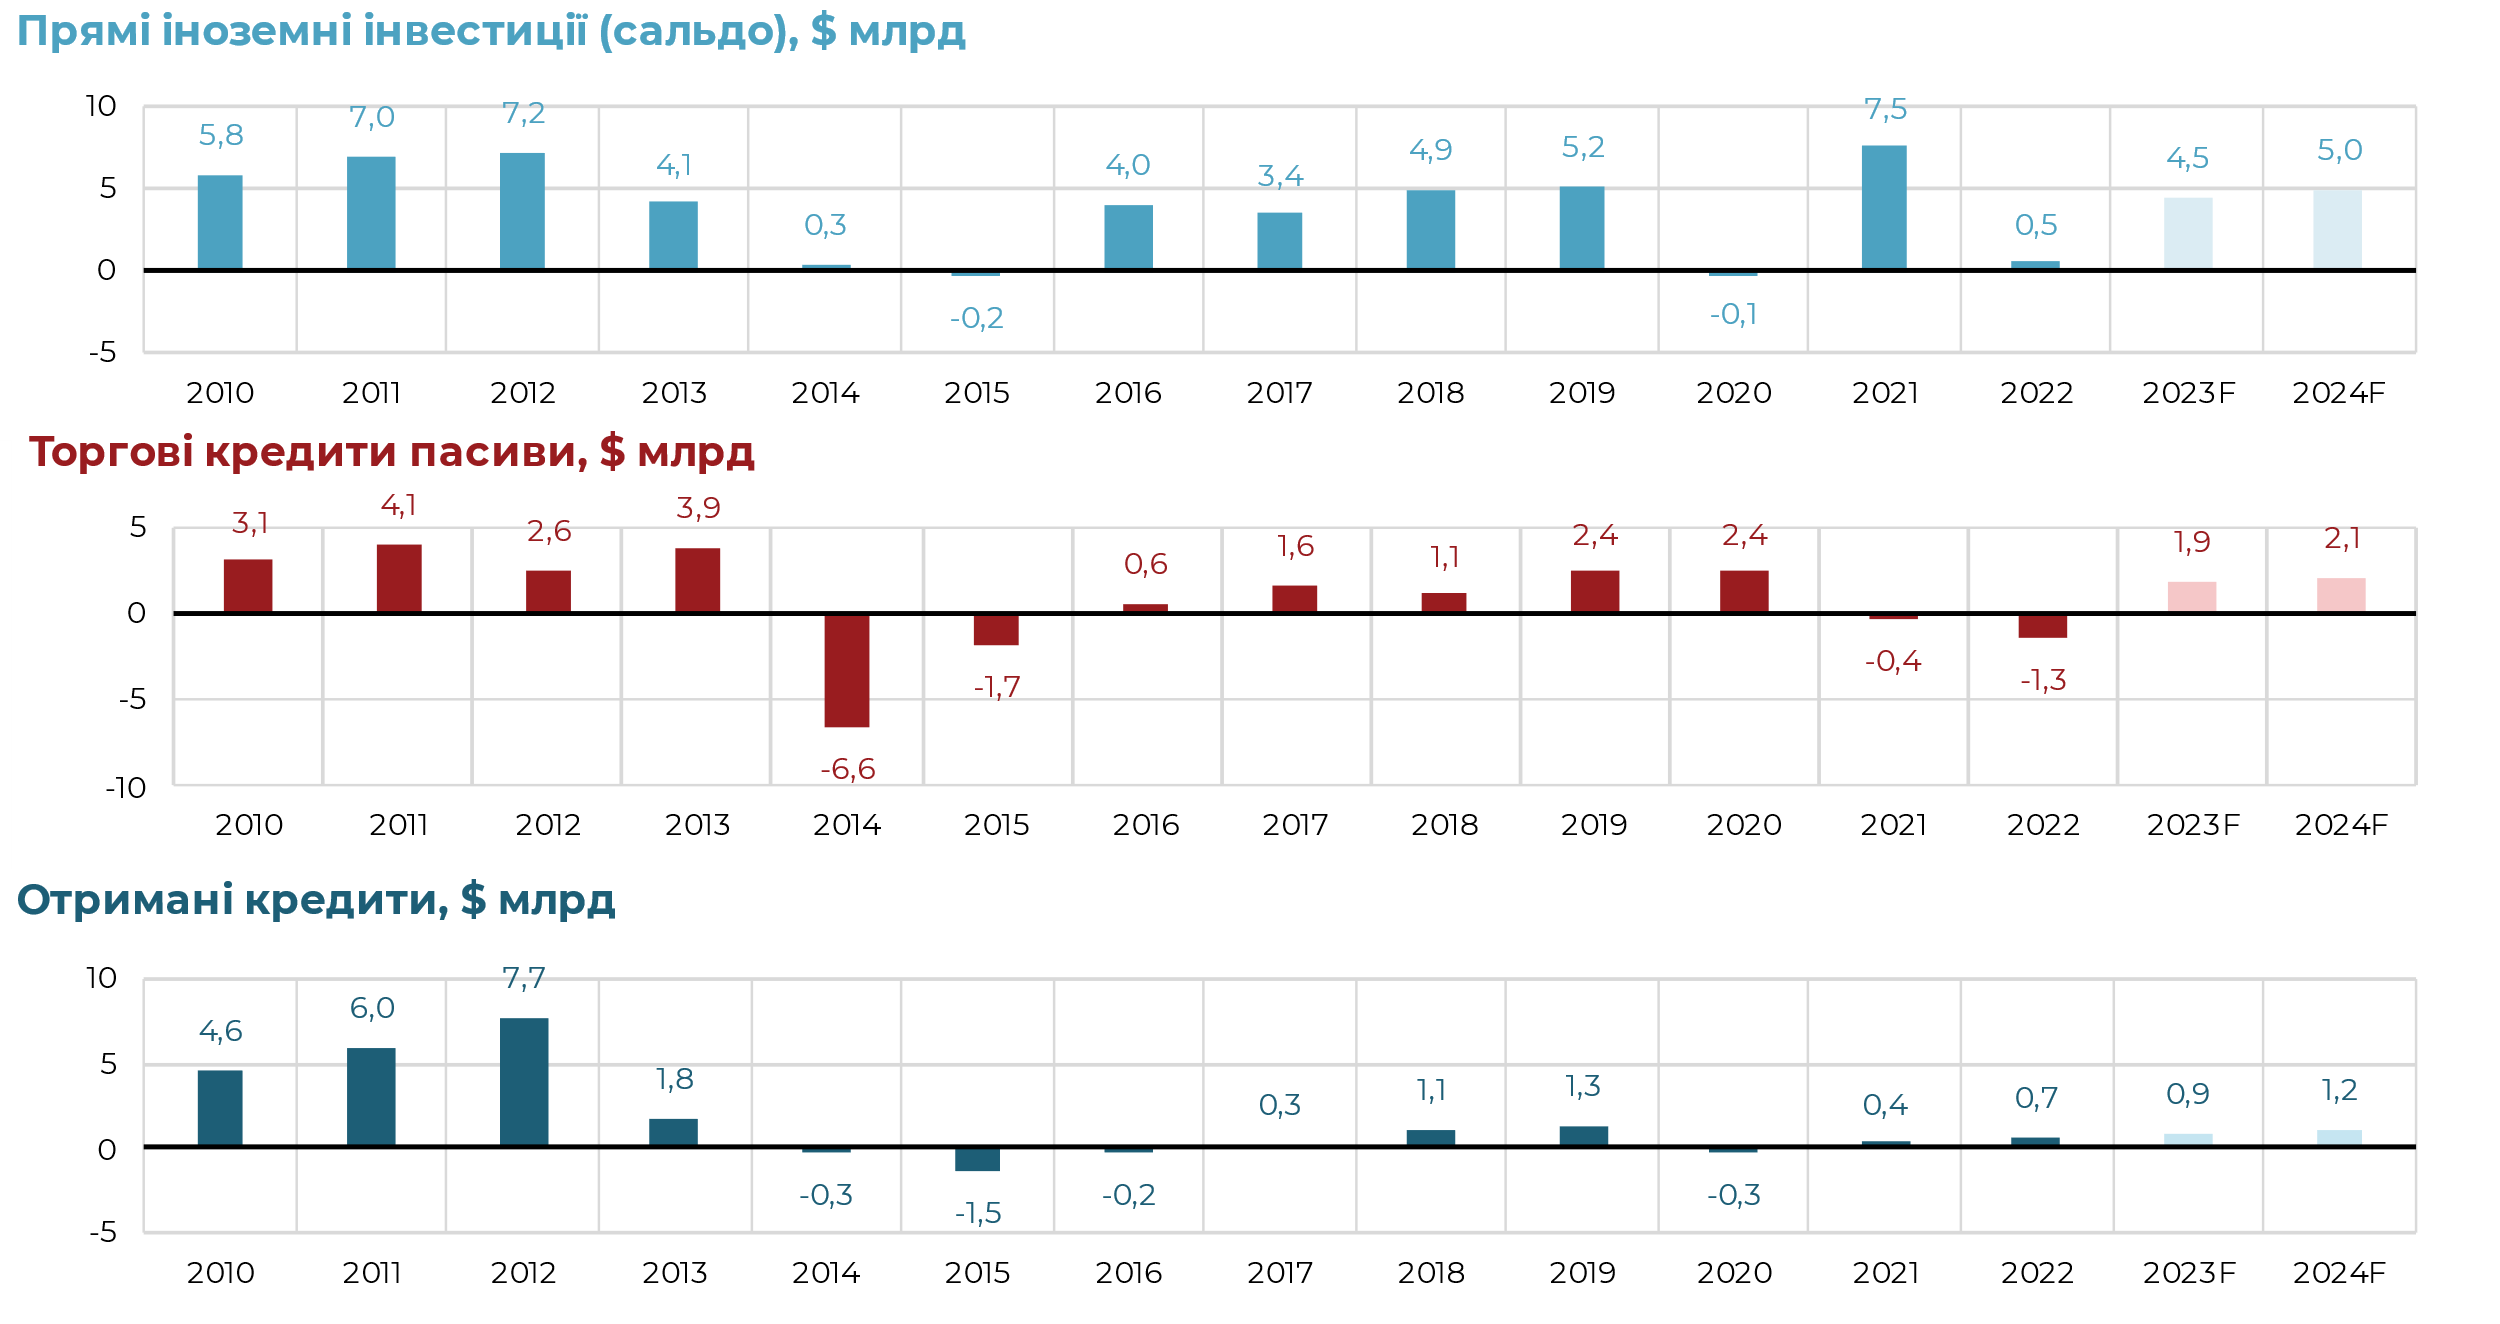 Прямі іноземні інвестиції (сальдо), $ млрд
10
5
0
-5
5,8 7,0 7,2 4,1 0,3 -0,2 4,0 3,4 4,9 5,2 -0,1 7,5 0,5 4,5 5,0
2010 2011 2012 2013 2014 2015 2016 2017 2018 2019 2020 2021 2022 2023F 2024F
Торгові кредити пасиви, $ млрд
5
0
-5
-10
3,1 4,1 2,6 3,9 -6,6 -1,7 0,6 1,6 1,1 2,4 2,4 -0,4 -1,3 1,9 2,1
2010 2011 2012 2013 2014 2015 2016 2017 2018 2019 2020 2021 2022 2023F 2024F
Отримані кредити, $ млрд
10
5
0
-5
4,6 6,0 7,7 1,8 -0,3 -1,5 -0,2 0,3 1,1 1,3 -0,3 0,4 0,7 0,9 1,2
2010 2011 2012 2013 2014 2015 2016 2017 2018 2019 2020 2021 2022 2023F 2024F